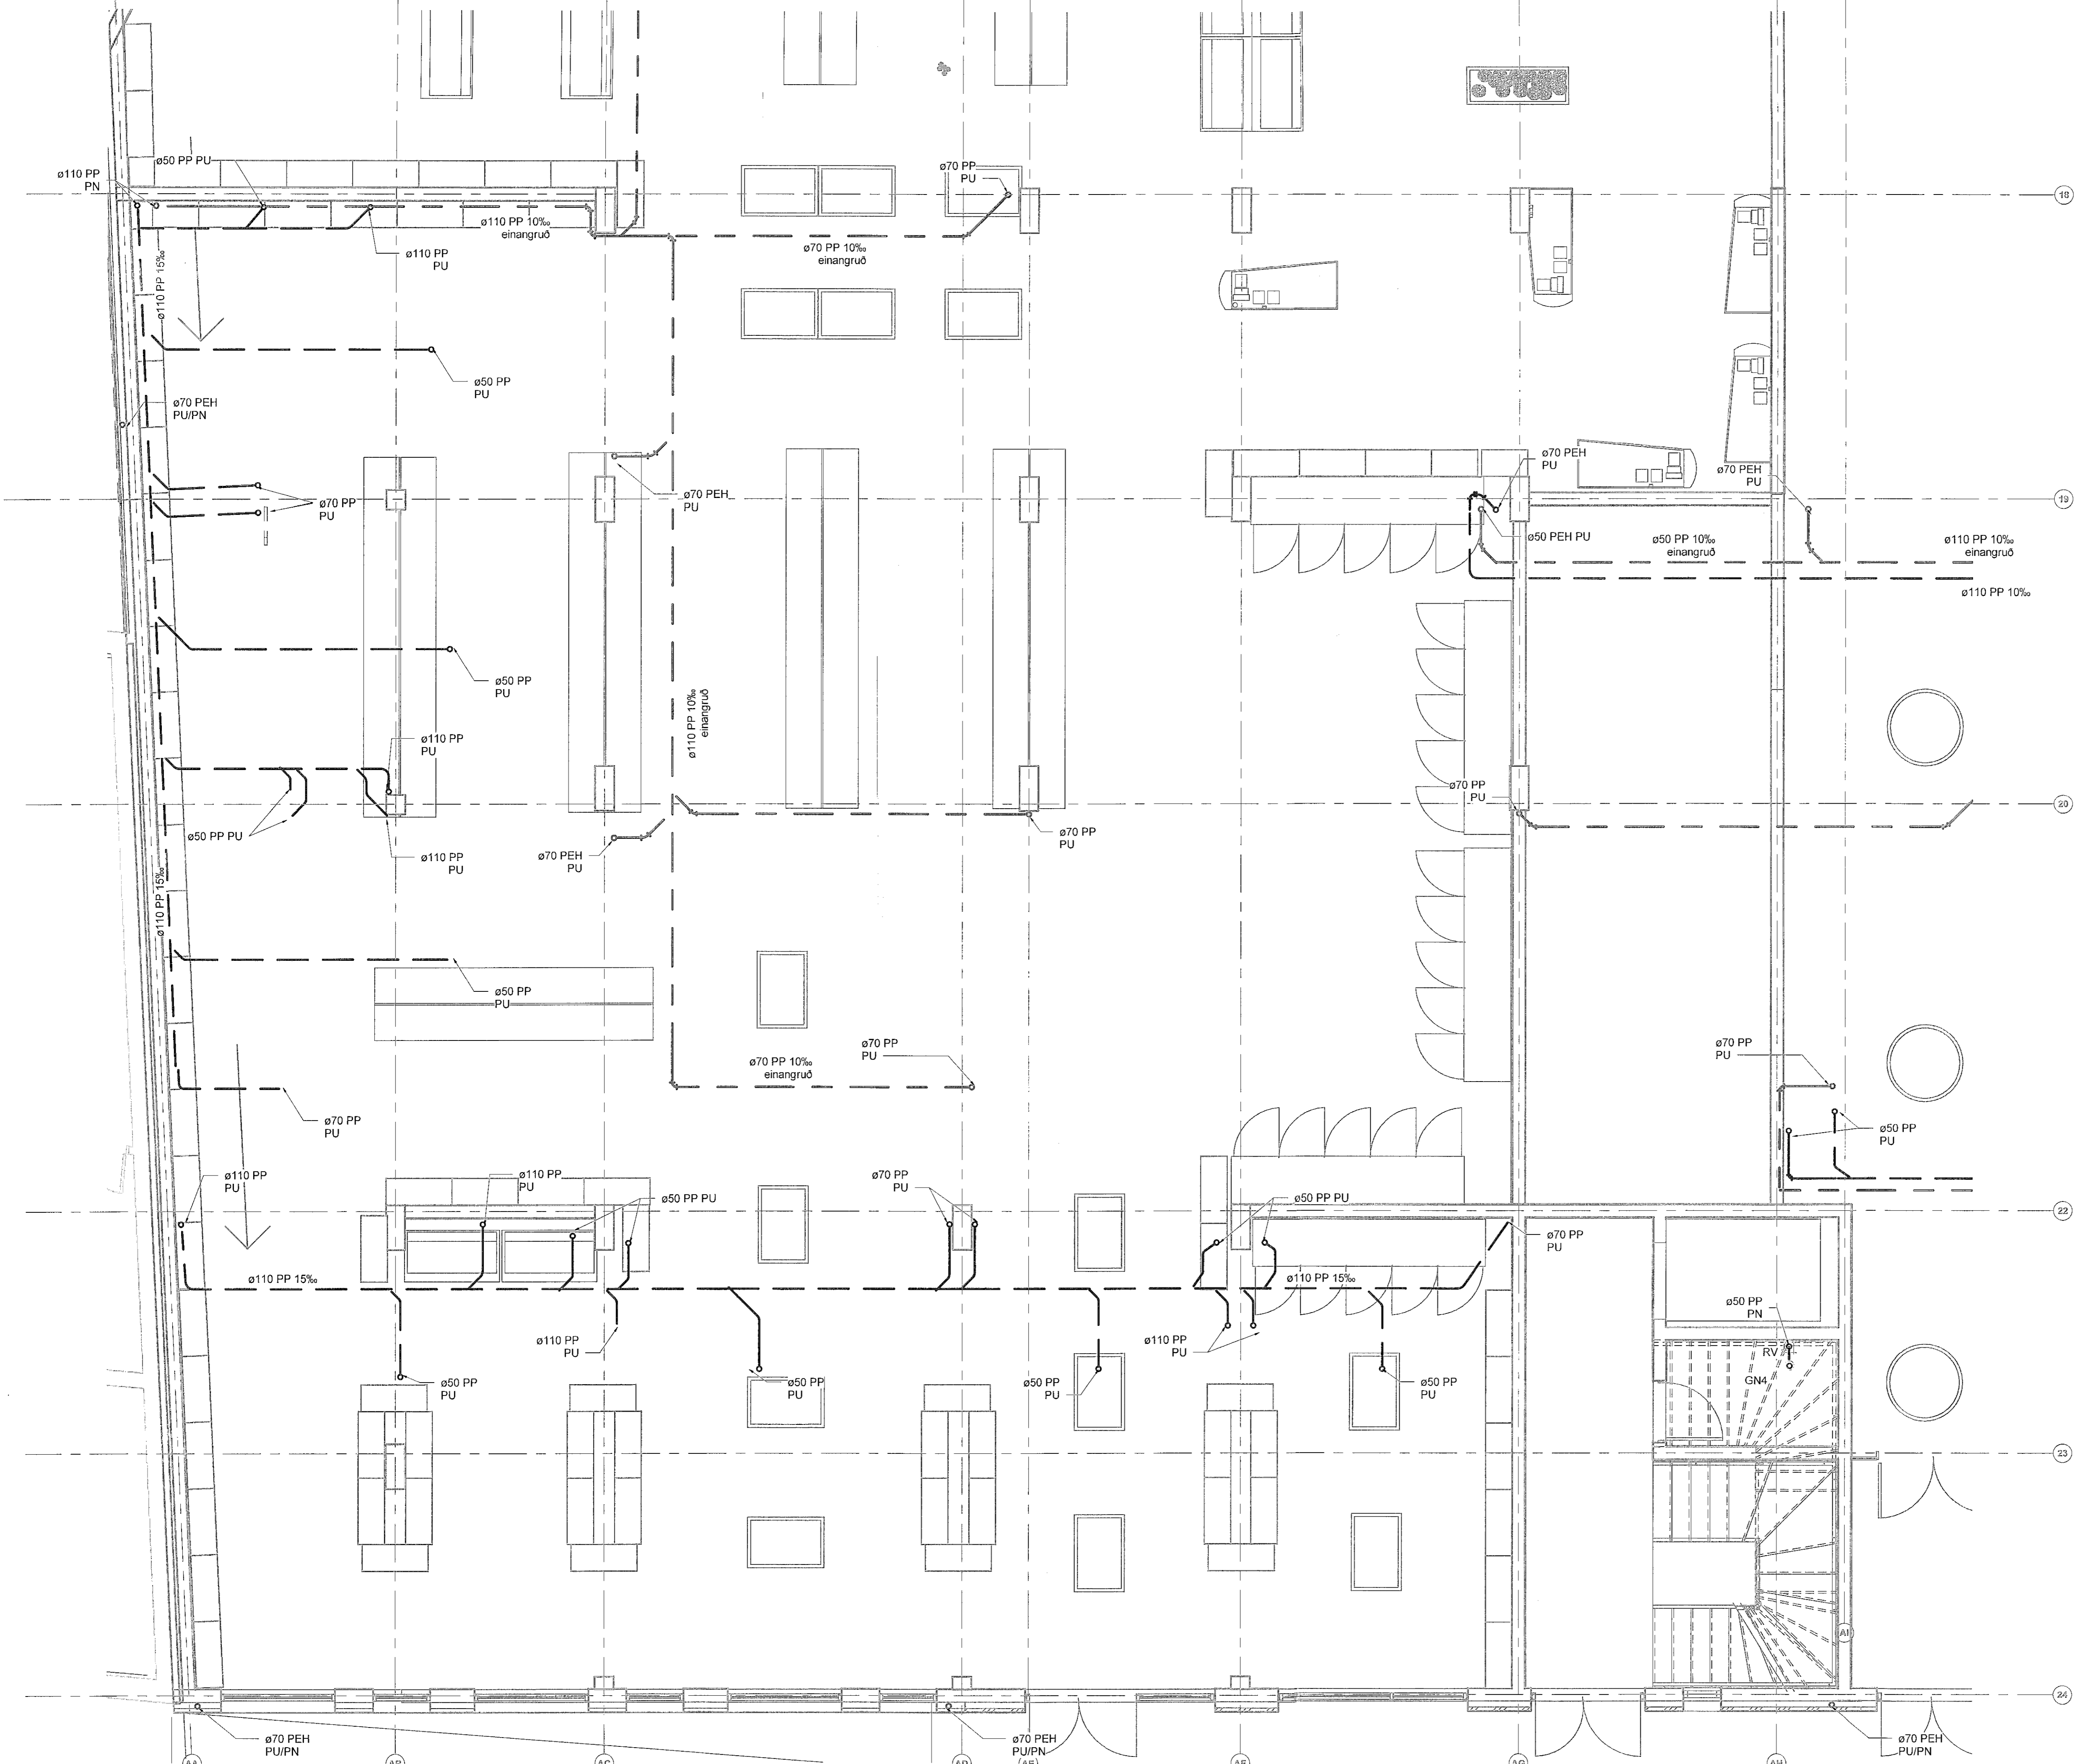 ø50 PP PU
ø110 PP
PN
ø70 PP
PU
18
ø110 PP 10‰
einangruð
ø110 PP
PU
ø70 PP 10‰
einangruð
ø110 PP 15‰
ø50 PP
PU
ø70 PEH
PU/PN
ø70 PEH
PU
ø70 PEH
PU
ø70 PEH
PU
ø70 PP
PU
19
ø50 PEH PU
ø50 PP 10‰
einangruð
ø110 PP 10‰
einangruð
ø110 PP 10‰
ø50 PP
PU
ø110 PP 10‰
einangruð
ø110 PP
PU
ø70 PP
PU
20
ø50 PP PU
ø110 PP
PU
ø70 PEH
PU
ø70 PP
PU
ø110 PP 15‰
ø50 PP
PU
ø70 PP 10‰
einangruð
ø70 PP
PU
ø70 PP
PU
ø70 PP
PU
ø50 PP
PU
ø110 PP
PU
ø110 PP
PU
ø50 PP PU
ø70 PP
PU
ø50 PP PU
22
ø70 PP
PU
ø110 PP 15‰
ø110 PP 15‰
ø50 PP
PN
ø110 PP
PU
ø110 PP
PU
RV
GN4
ø50 PP
PU
ø50 PP
PU
ø50 PP
PU
ø50 PP
PU
23
AI
24
ø70 PEH
PU/PN
ø70 PEH
PU/PN
ø70 PEH
PU/PN